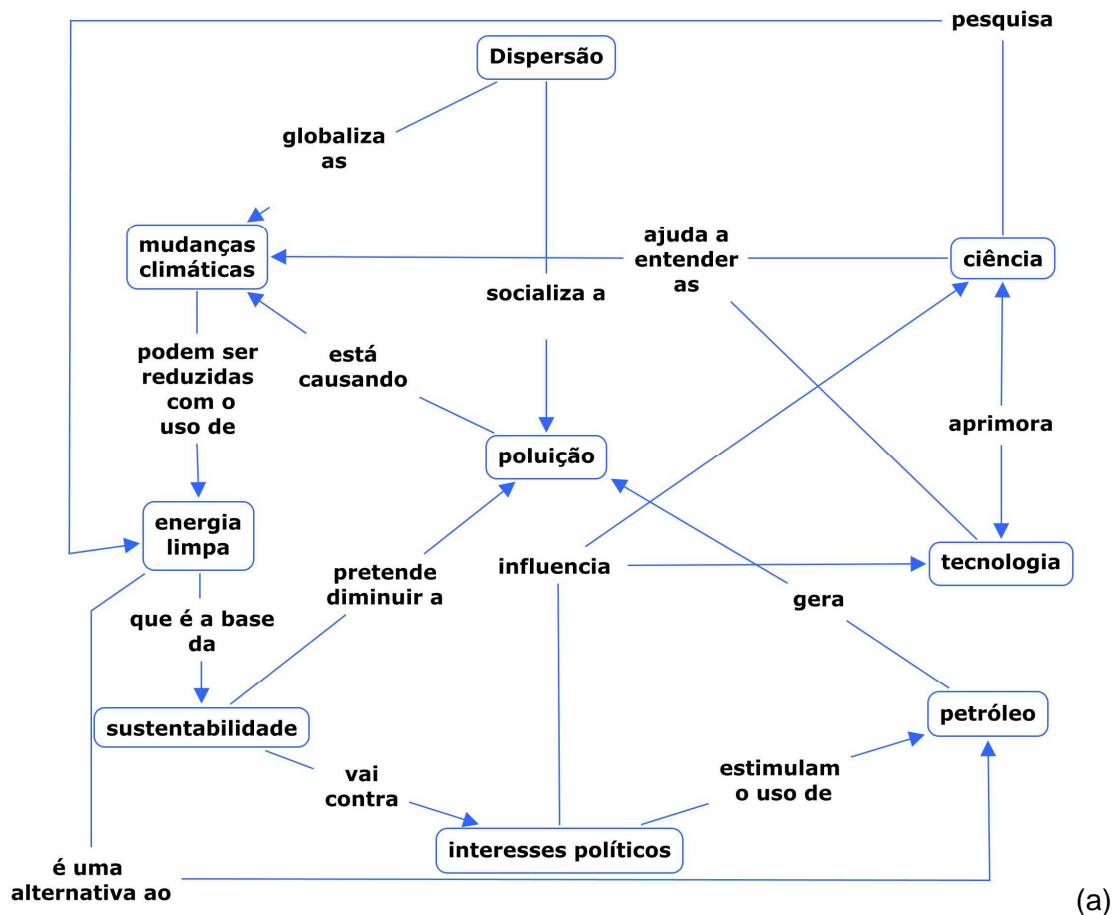 pesquisa
Dispersão
globaliza
as
mudanças
climáticas
ajuda a
entender
as
ciência
socializa a
podem ser
reduzidas
com o
uso de
está
causando
aprimora
poluição
energia
limpa
pretende
diminuir a
influencia
tecnologia
gera
que é a base
da
sustentabilidade
petróleo
vai
contra
estimulam
o uso de
interesses políticos
é uma
alternativa ao
(a)